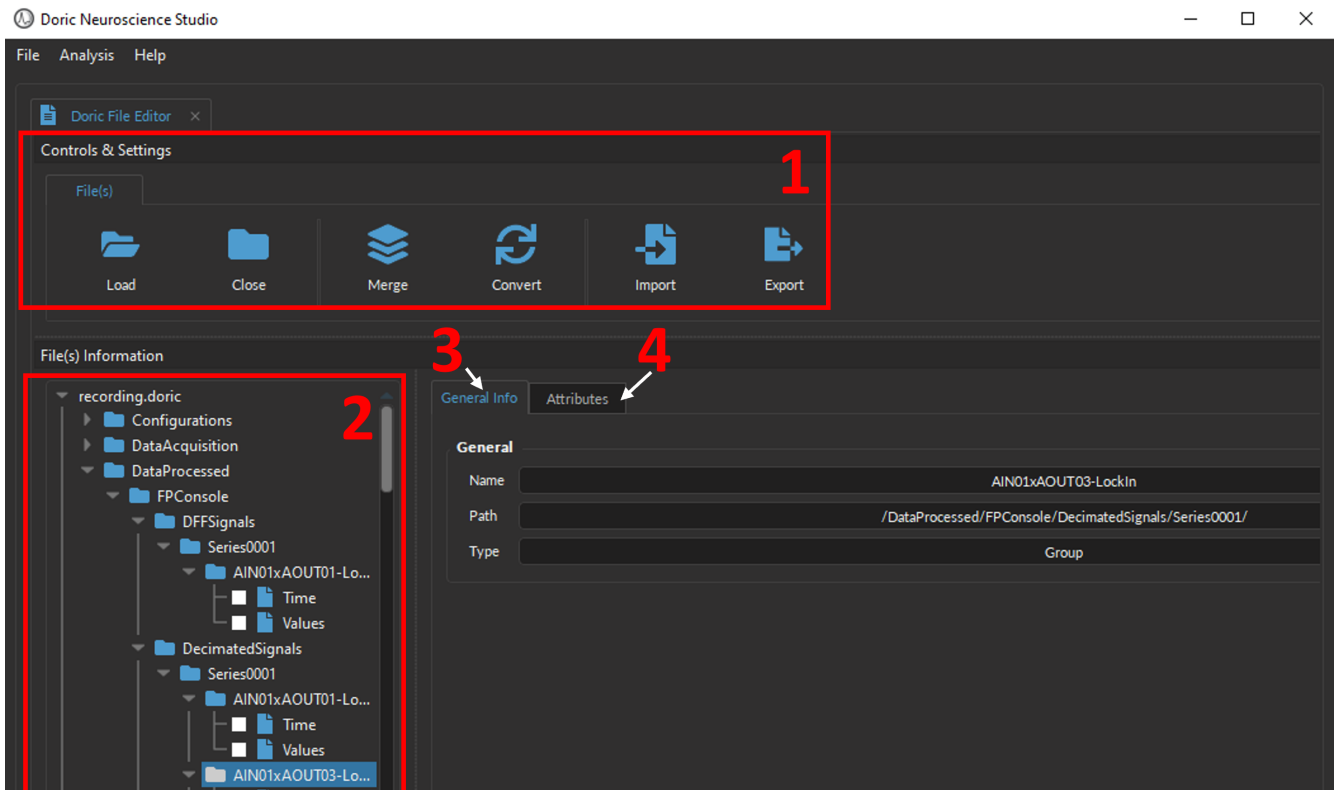 Doric Neuroscience Studio
File Analysis Help
Doric File Editor
Controls & Settings
1
File(s)
Load Close Merge Convert Import Export
File(s) Information
3
4
2
recording.doric
Configurations
DataAcquisition
DataProcessed
FPConsole
DFFSignals
Series0001
AIN01xAOUT01-Lo...
Time
Values
DecimatedSignals
Series0001
AIN01xAOUT01-Lo...
Time
Values
AIN01xAOUT03-Lo...
General Info Attributes
General
Name AIN01xAOUT03-LockIn
Path /DataProcessed/FPConsole/DecimatedSignals/Series0001/
Type Group